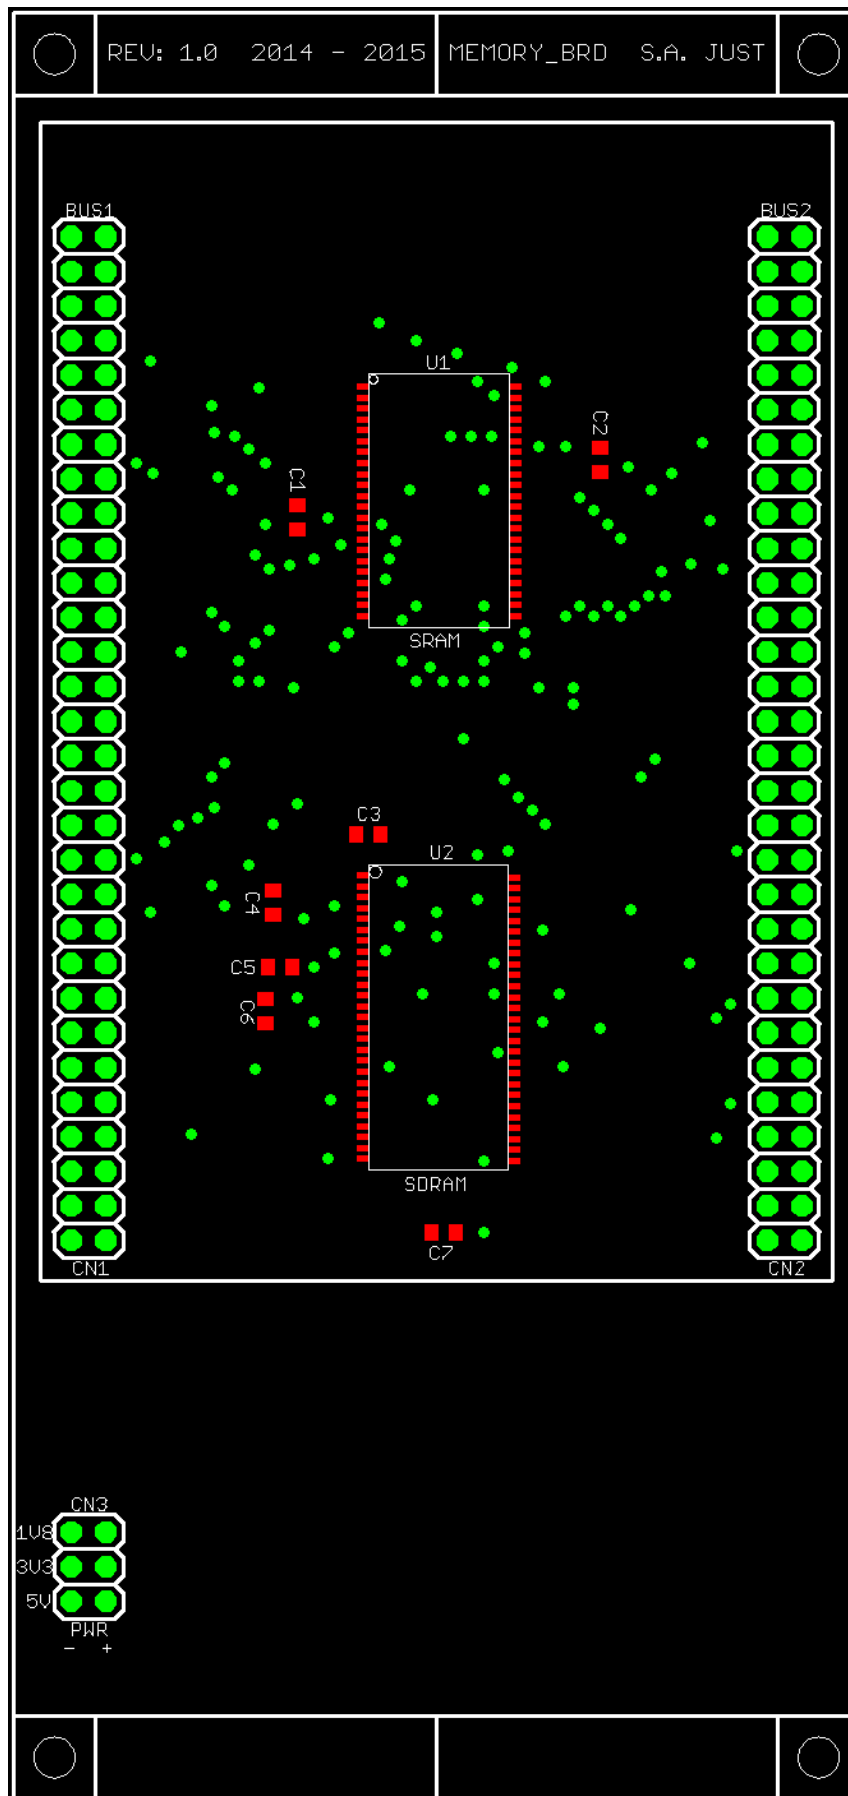 REV: 1.0 2014 - 2015 MEMORY_BRD S.A. JUST
BUS1 BUS2
U1
C2
C1
SRAM
C3
U2
C4
C5
C6
SDRAM
C7
CN1 CN2
CN3
1V8
3V3
5V
PWR
- +